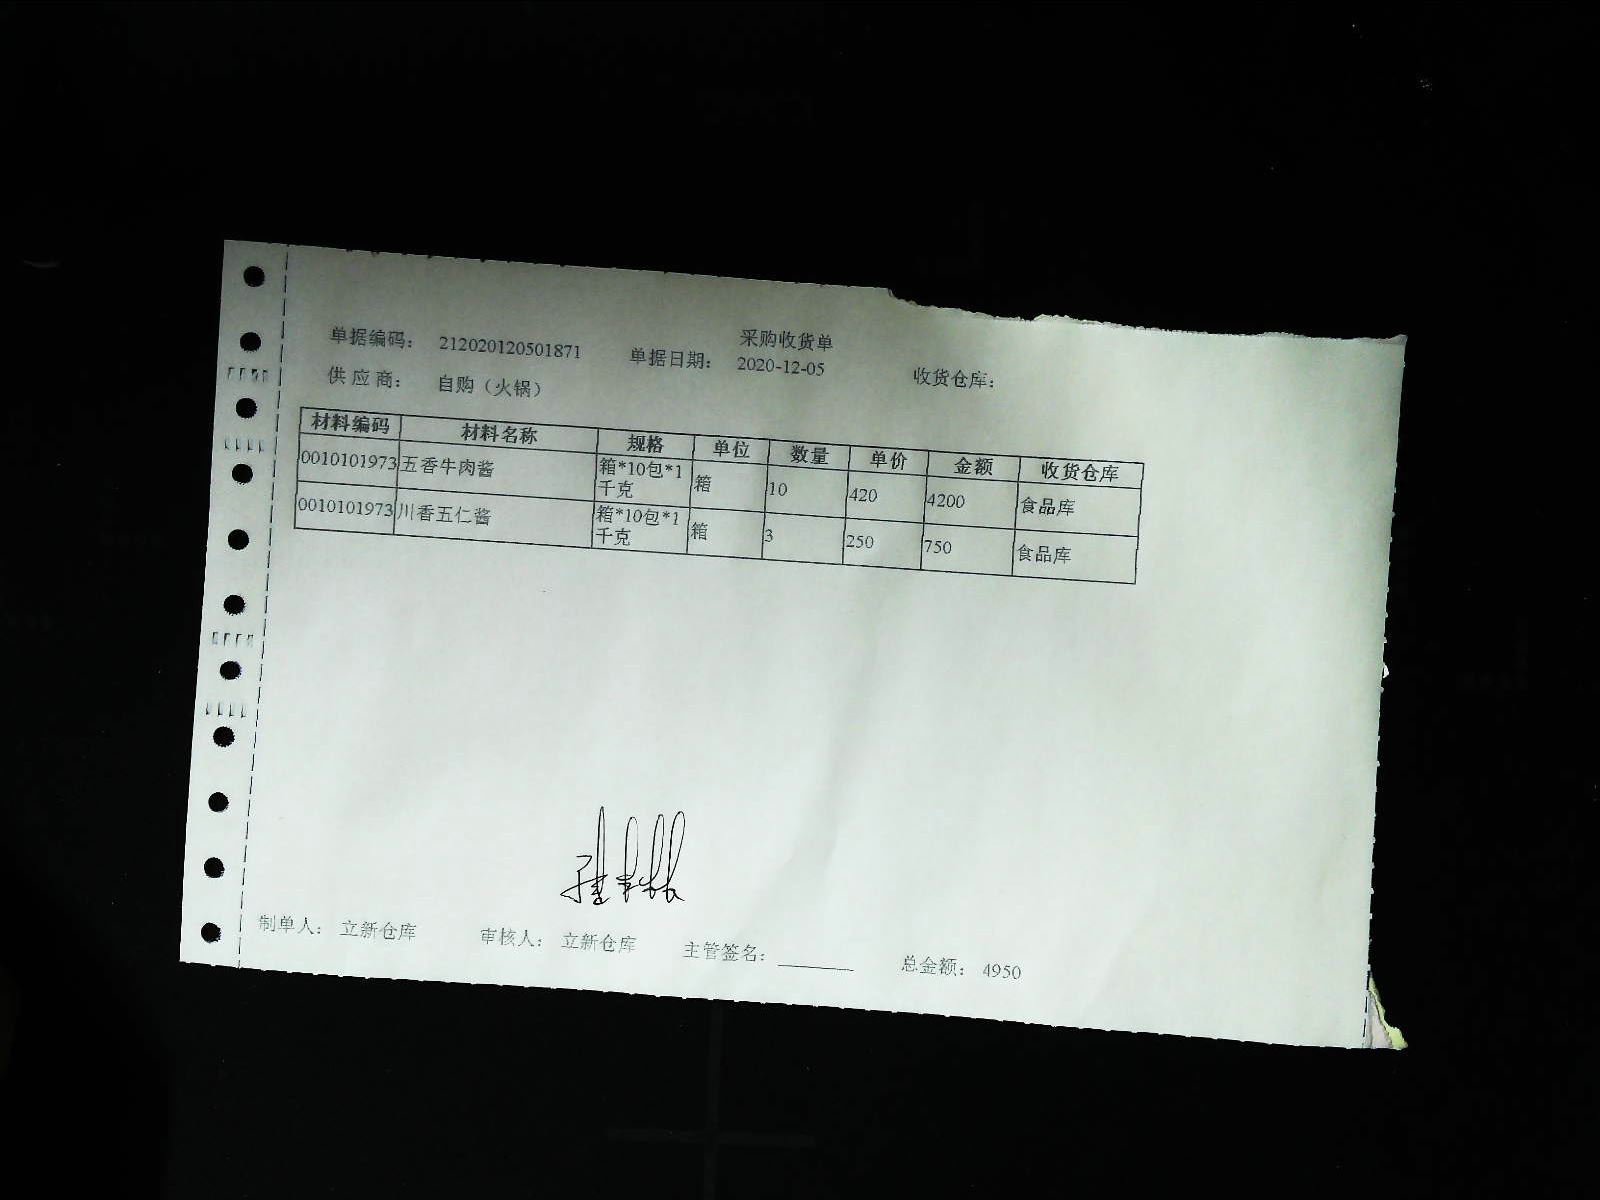 采购收货单
单据编码： 212020120501871 单据日期： 2020-12-05 收货仓库：
供 应 商： 自购（火锅）
材料编码 材料名称 规格 单位 数量 单价 金额 收货仓库
0010101973 五香牛肉酱 箱*10包*1千克 箱 10 420 4200 食品库
0010101973 川香五仁酱 箱*10包*1千克 箱 3 250 750 食品库
制单人： 立新仓库 审核人： 立新仓库 主管签名： 总金额： 4950